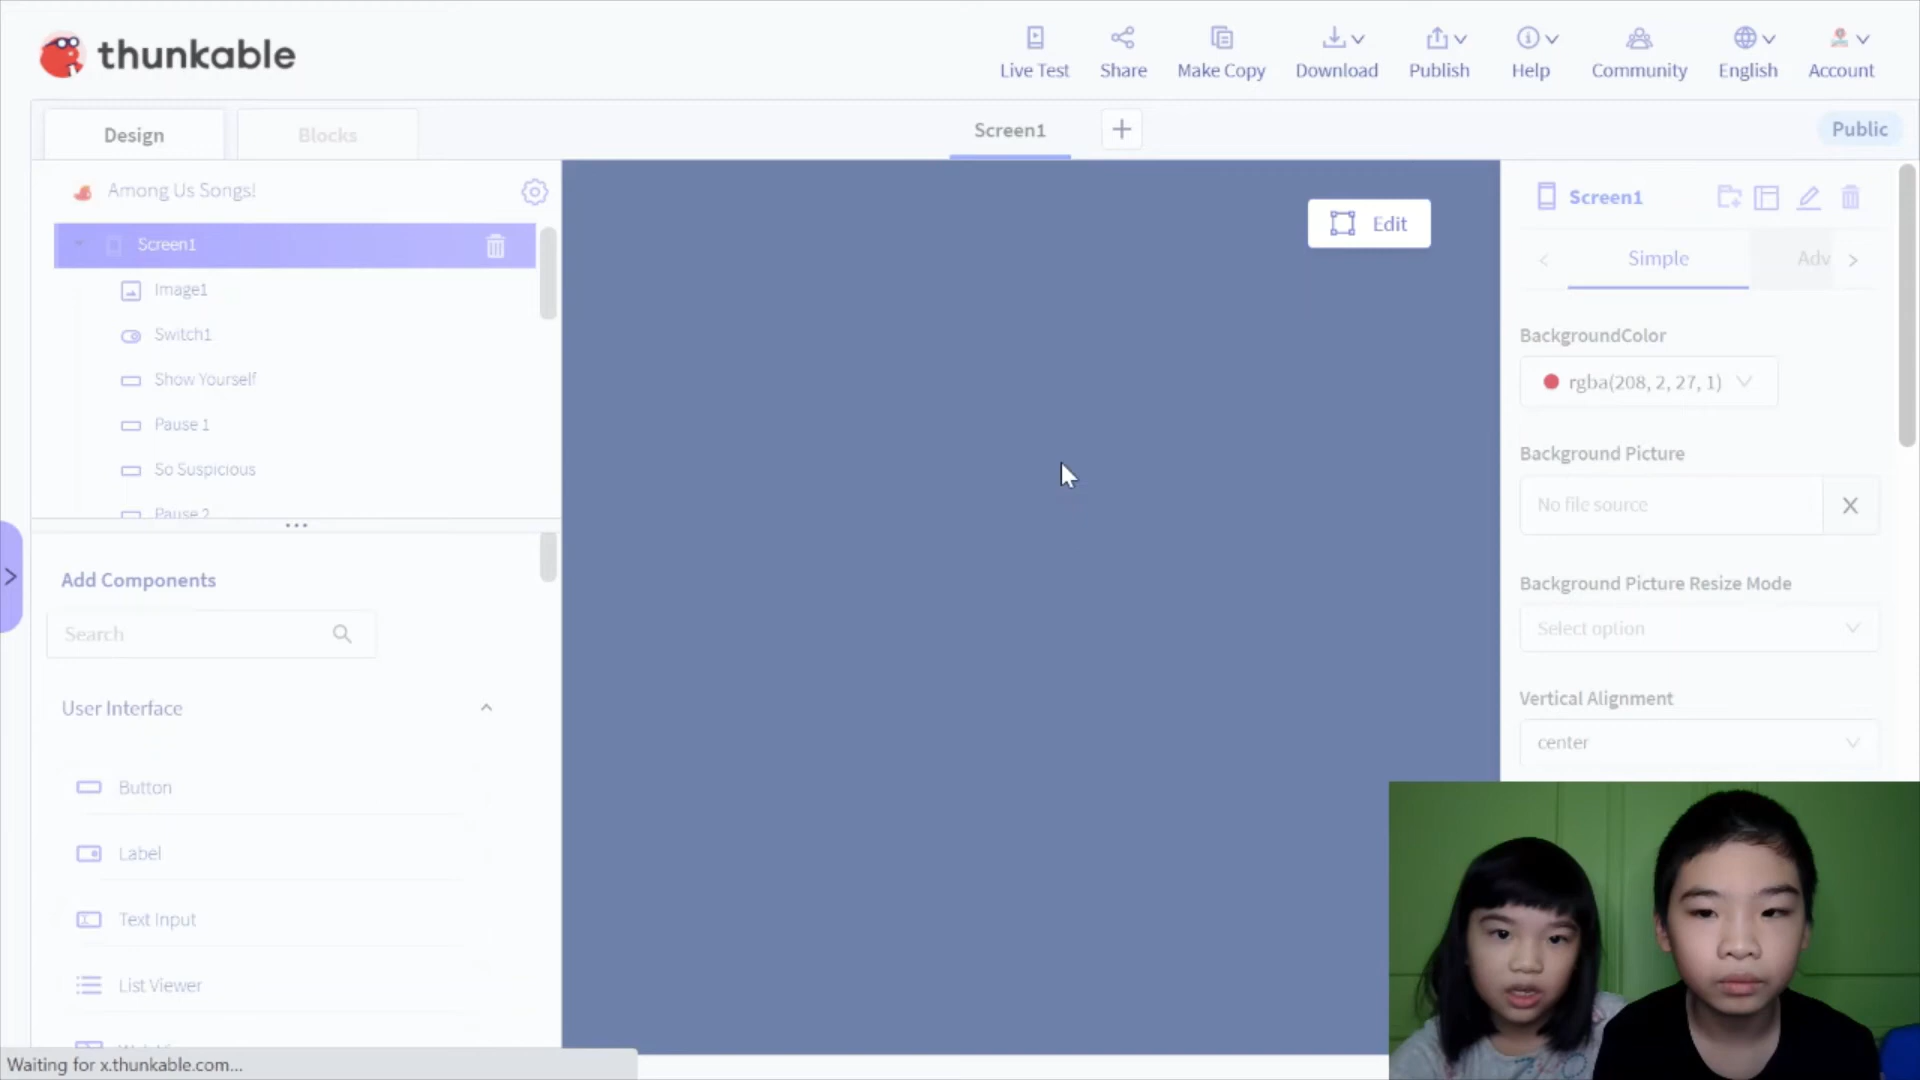 thunkable
Live Test
Share
Make Copy
Download
Publish
Help
Community
English
Account
Design
Blocks
Screen1
Public
Among Us Songs!
Screen1
Image1
Switch1
Show Yourself
Pause 1
So Suspicious
Pause 2
Add Components
Search
User Interface
Button
Label
Text Input
List Viewer
Waiting for x.thunkable.com...
Edit
Screen1
Simple
Adv
BackgroundColor
rgba(208, 2, 27, 1)
Background Picture
No file source
X
Background Picture Resize Mode
Select option
Vertical Alignment
center